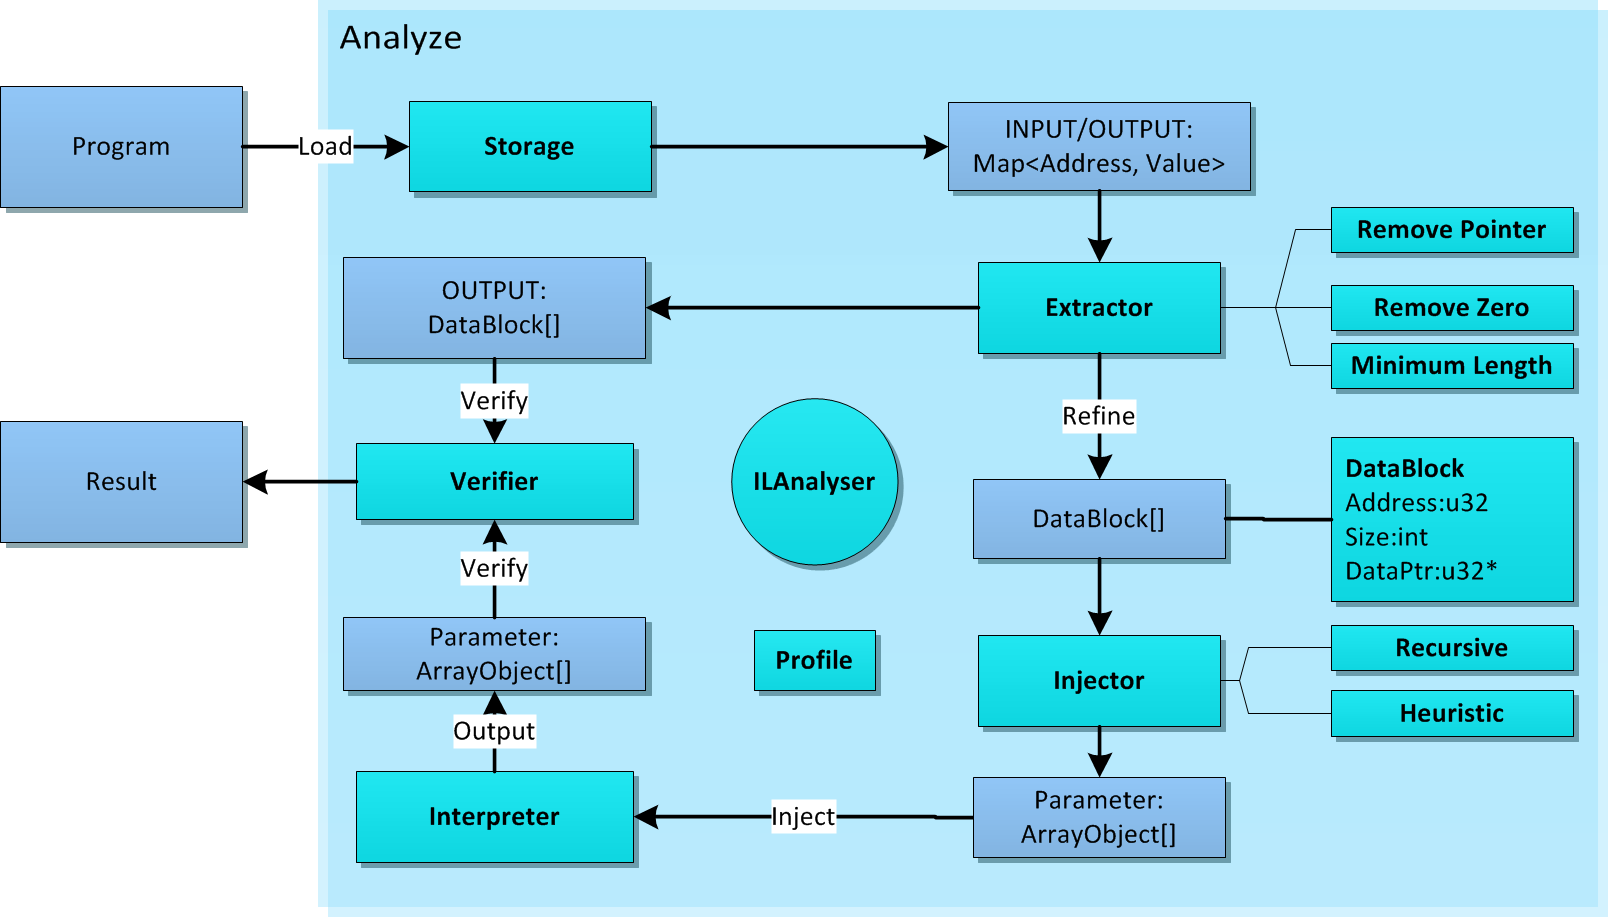 Analyze
Program
Load
Storage
INPUT/OUTPUT:
Map<Address, Value>
Remove Pointer
OUTPUT:
DataBlock[]
Extractor
Remove Zero
Minimum Length
Verify
Refine
Result
Verifier
ILAnalyser
DataBlock[]
DataBlock
Address:u32
Size:int
DataPtr:u32*
Verify
Parameter:
ArrayObject[]
Profile
Injector
Recursive
Heuristic
Output
Interpreter
Inject
Parameter:
ArrayObject[]